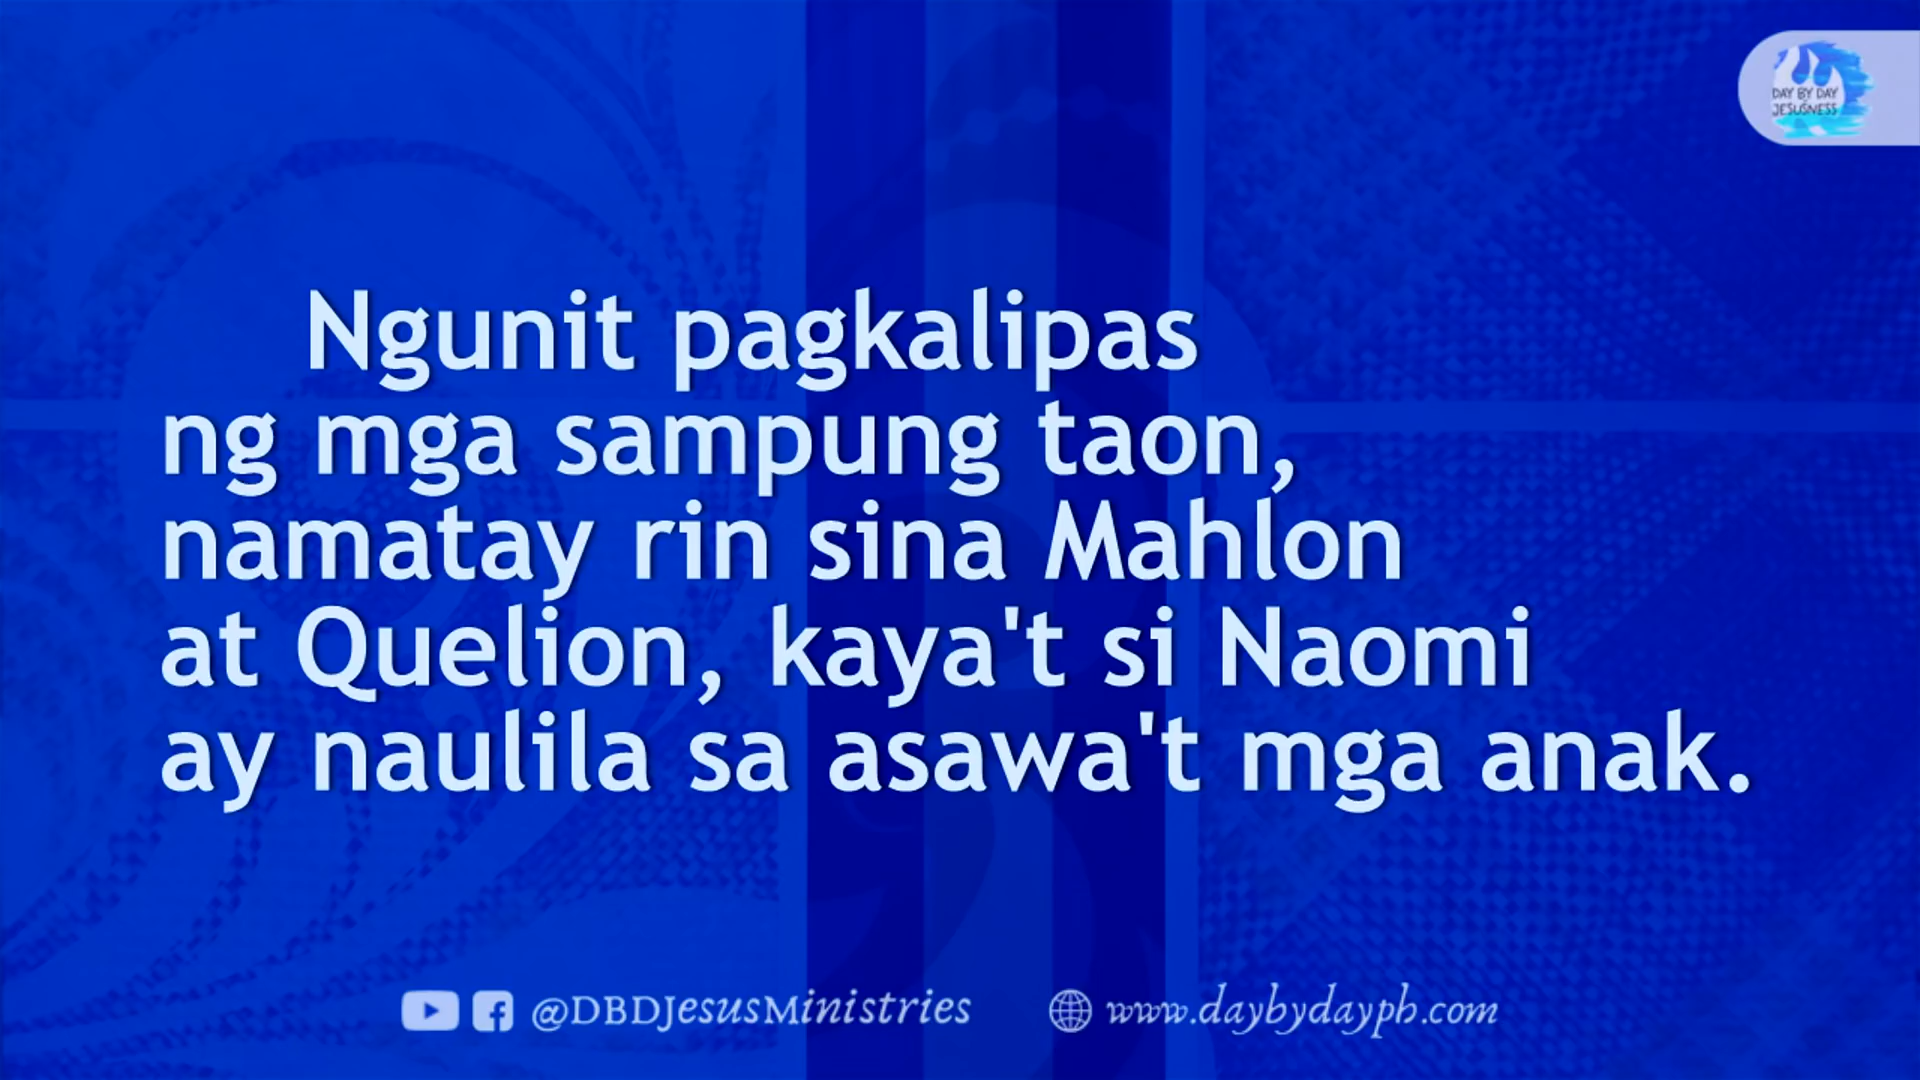 DAY BY DAY
JESUSNESS
Ngunit pagkalipas
ng mga sampung taon,
namatay rin sina Mahlon
at Quelion, kaya't si Naomi
ay naulila sa asawa't mga anak.
@DBDJesusMinistries www.daybydayph.com